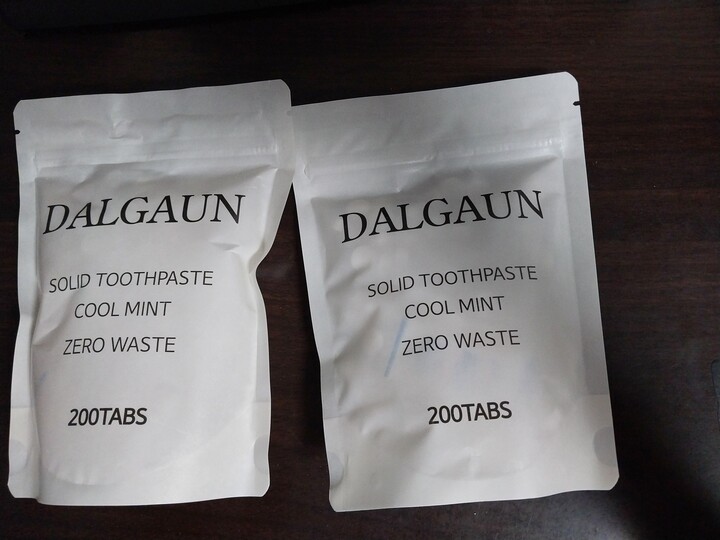 DALGAUN
SOLID TOOTHPASTE
COOL MINT
ZERO WASTE
200TABS
DALGAUN
SOLID TOOTHPASTE
COOL MINT
ZERO WASTE
200TABS